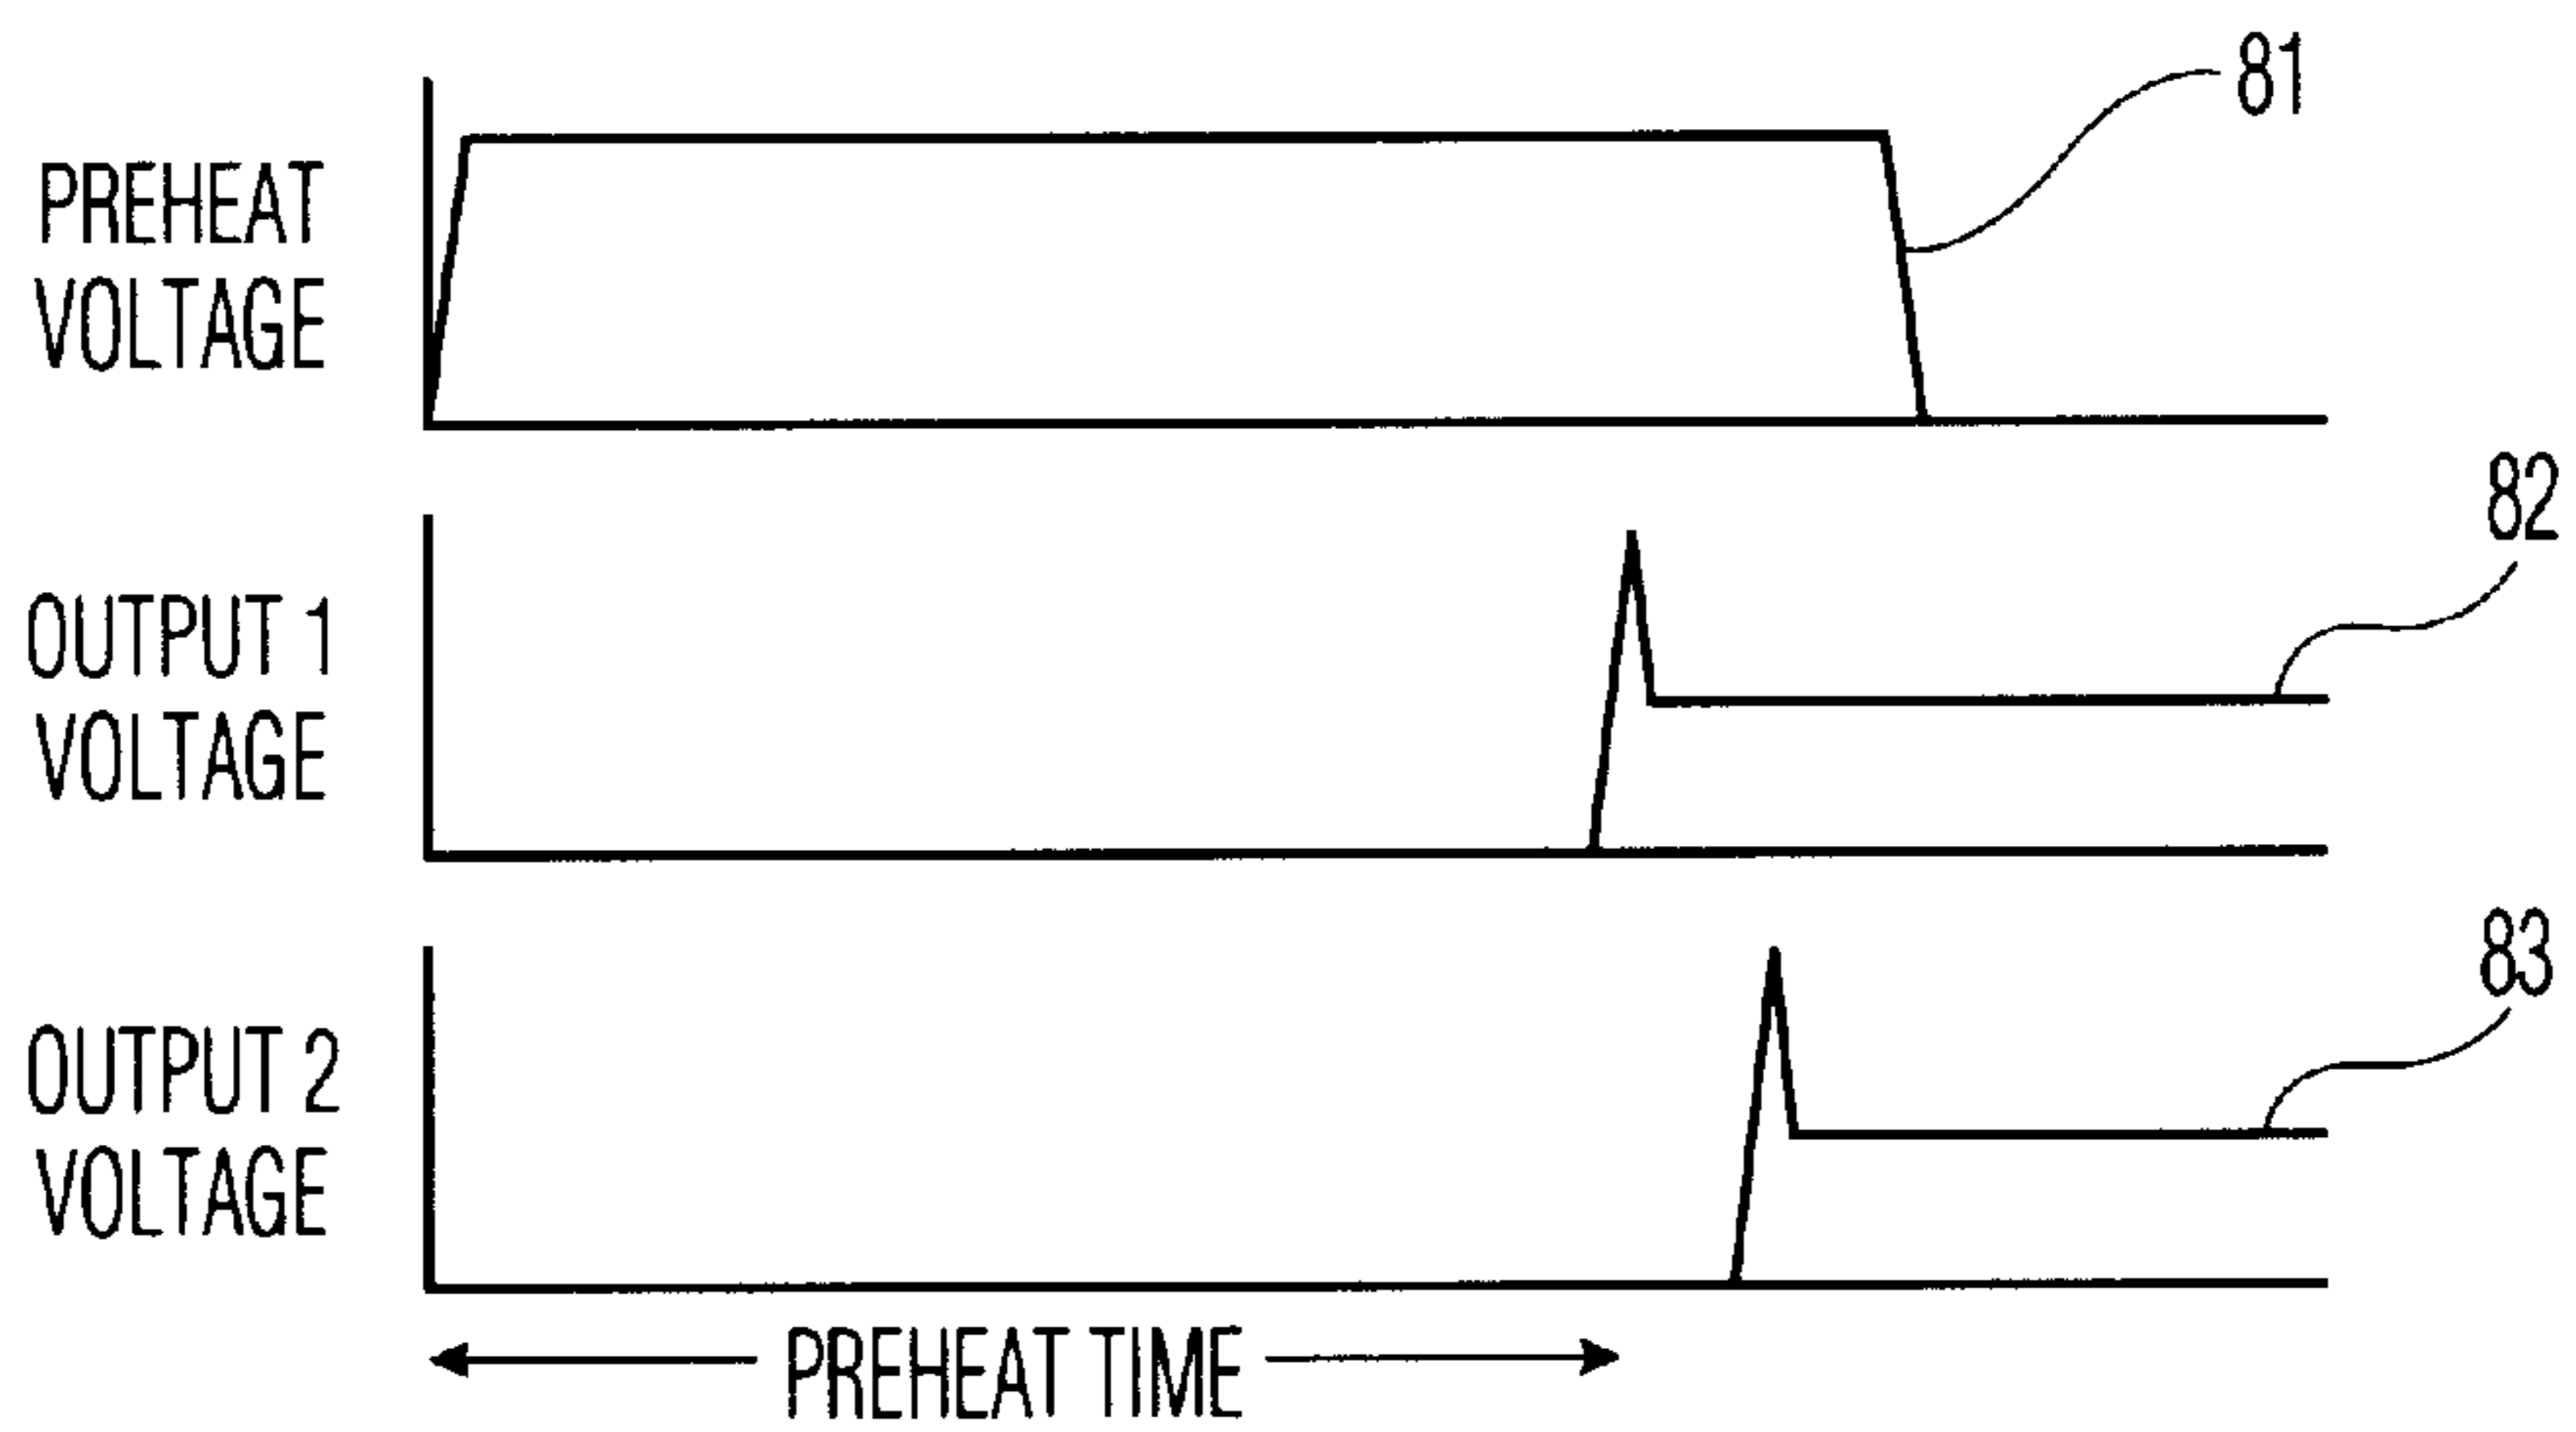 81
PREHEAT
VOLTAGE
82
OUTPUT 1
VOLTAGE
83
OUTPUT 2
VOLTAGE
PREHEAT TIME